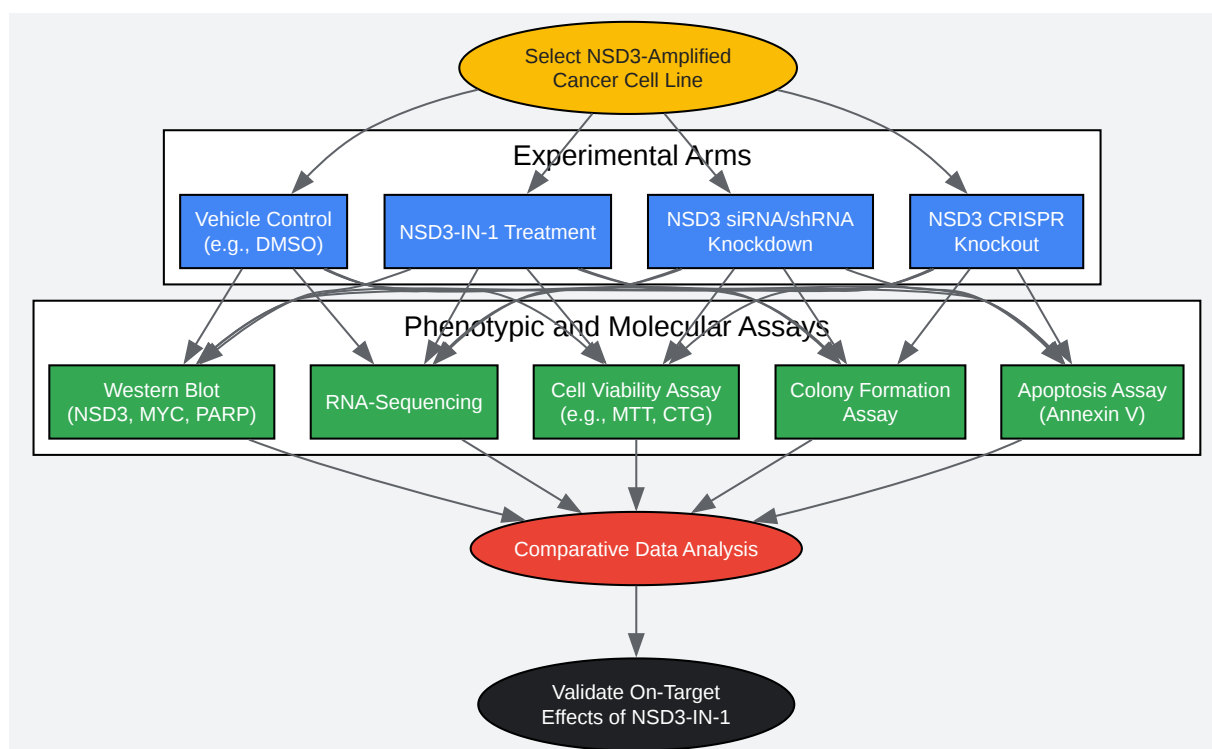 Select NSD3-Amplified
Cancer Cell Line
Experimental Arms
Vehicle Control
(e.g., DMSO)
NSD3-IN-1 Treatment
NSD3 siRNA/shRNA
Knockdown
NSD3 CRISPR
Knockout
Phenotypic and Molecular Assays
Western Blot
(NSD3, MYC, PARP)
RNA-Sequencing
Cell Viability Assay
(e.g., MTT, CTG)
Colony Formation
Assay
Apoptosis Assay
(Annexin V)
Comparative Data Analysis
Validate On-Target
Effects of NSD3-IN-1